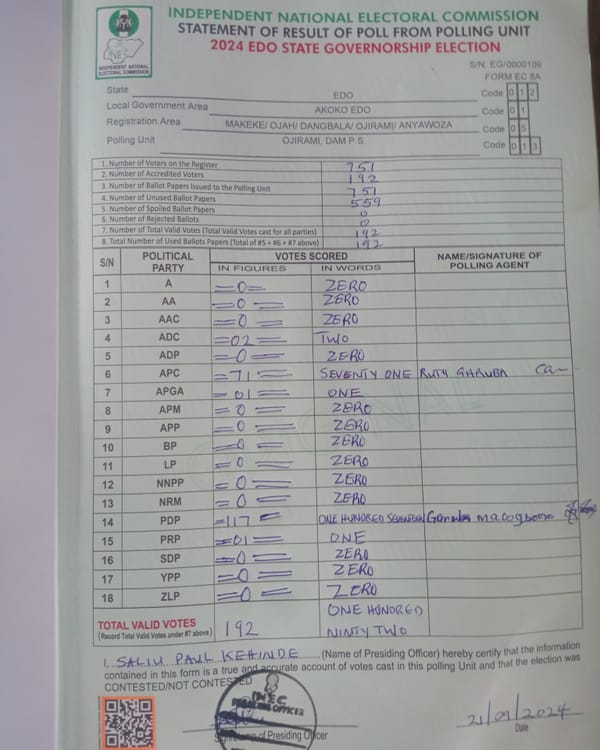 INDEPENDENT NATIONAL ELECTORAL COMMISSION
STATEMENT OF RESULT OF POLL FROM POLLING UNIT
2024 EDO STATE GOVERNORSHIP ELECTION
INEC
INDEPENDENT NATIONAL
ELECTORAL COMMISSION
S/N. EG/0000109
FORM EC 8A
State EDO Code 0 1 2
Local Government Area AKOKO EDO Code 0 1
Registration Area MAKEKE/ OJAH/ DANGBALA/ OJIRAMI/ ANYAWOZA Code 0 5
Polling Unit OJIRAMI, DAM P.S. Code 0 1 3
1. Number of Voters on the Register 751
2. Number of Accredited Voters 192
3. Number of Ballot Papers Issued to the Polling Unit 751
4. Number of Unused Ballot Papers 559
5. Number of Spoiled Ballot Papers 0
6. Number of Rejected Ballots 0
7. Number of Total Valid Votes (Total Valid Votes cast for all parties) 192
8. Total Number of Used Ballots Papers (Total of #5 + #6 + #7 above) 192
S/N POLITICAL PARTY VOTES SCORED NAME/SIGNATURE OF POLLING AGENT
IN FIGURES IN WORDS
1 A =0= ZERO
2 AA =0= ZERO
3 AAC =0= ZERO
4 ADC =02= TWO
5 ADP =0= ZERO
6 APC =71= SEVENTY ONE RUTH GHRUBA
7 APGA =01= ONE
8 APM =0= ZERO
9 APP =0= ZERO
10 BP =0= ZERO
11 LP =0= ZERO
12 NNPP =0= ZERO
13 NRM =0= ZERO
14 PDP =117= ONE HUNDRED SEVENTEEN
15 PRP =01= ONE
16 SDP =0= ZERO
17 YPP =0= ZERO
18 ZLP =0= ZERO
TOTAL VALID VOTES 192 ONE HUNDRED
(Record Total Valid Votes under #7 above) NINTY TWO
I, SALIU PAUL KEHINDE (Name of Presiding Officer) hereby certify that the information
contained in this form is a true and accurate account of votes cast in this polling Unit and that the election was
CONTESTED/NOT CONTESTED
INEC
PRESIDING OFFICER
Signature of Presiding Officer
21/09/2024
Date